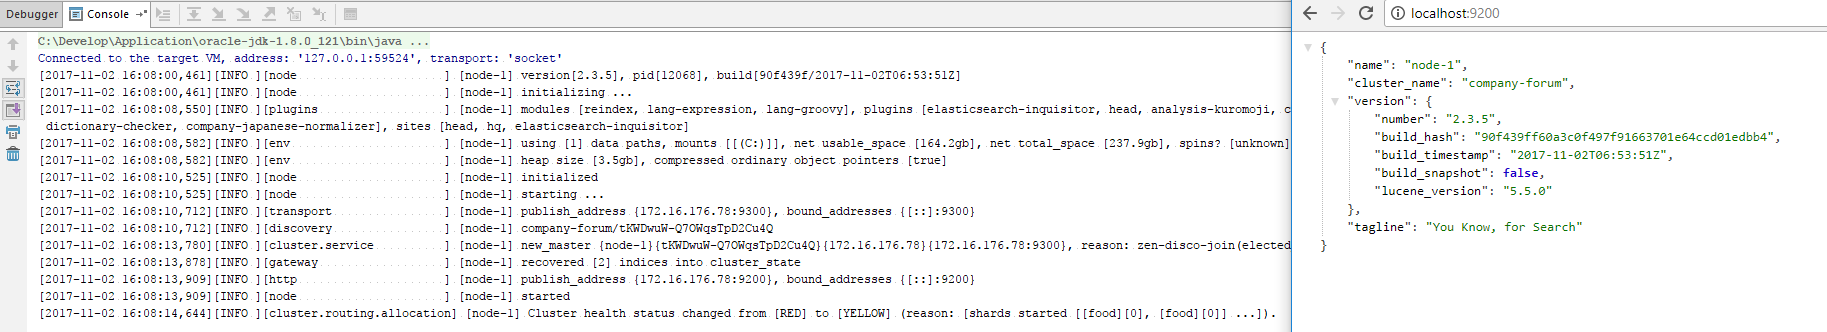 Debugger Console
C:\Develop\Application\oracle-jdk-1.8.0_121\bin\java ...
Connected to the target VM, address: '127.0.0.1:59524', transport: 'socket'
[2017-11-02 16:08:00,461][INFO ][node ] [node-1] version[2.3.5], pid[12068], build[90f439f/2017-11-02T06:53:51Z]
[2017-11-02 16:08:00,461][INFO ][node ] [node-1] initializing ...
[2017-11-02 16:08:08,550][INFO ][plugins ] [node-1] modules [reindex, lang-expression, lang-groovy], plugins [elasticsearch-inquisitor, head, analysis-kuromoji, c
dictionary-checker, company-japanese-normalizer], sites [head, hq, elasticsearch-inquisitor]
[2017-11-02 16:08:08,582][INFO ][env ] [node-1] using [1] data paths, mounts [[(C:)]], net usable_space [164.2gb], net total_space [237.9gb], spins? [unknown]
[2017-11-02 16:08:08,582][INFO ][env ] [node-1] heap size [3.5gb], compressed ordinary object pointers [true]
[2017-11-02 16:08:10,525][INFO ][node ] [node-1] initialized
[2017-11-02 16:08:10,525][INFO ][node ] [node-1] starting ...
[2017-11-02 16:08:10,712][INFO ][transport ] [node-1] publish_address {172.16.176.78:9300}, bound_addresses {[::]:9300}
[2017-11-02 16:08:10,712][INFO ][discovery ] [node-1] company-forum/tKWDwuW-Q7OWqsTpD2Cu4Q
[2017-11-02 16:08:13,780][INFO ][cluster.service ] [node-1] new_master {node-1}{tKWDwuW-Q7OWqsTpD2Cu4Q}{172.16.176.78}{172.16.176.78:9300}, reason: zen-disco-join(elected
[2017-11-02 16:08:13,878][INFO ][gateway ] [node-1] recovered [2] indices into cluster_state
[2017-11-02 16:08:13,909][INFO ][http ] [node-1] publish_address {172.16.176.78:9200}, bound_addresses {[::]:9200}
[2017-11-02 16:08:13,909][INFO ][node ] [node-1] started
[2017-11-02 16:08:14,644][INFO ][cluster.routing.allocation] [node-1] Cluster health status changed from [RED] to [YELLOW] (reason: [shards started [[food][0], [food][0]] ...]).
localhost:9200
{
"name": "node-1",
"cluster_name": "company-forum",
"version": {
"number": "2.3.5",
"build_hash": "90f439ff60a3c0f497f91663701e64ccd01edbb4",
"build_timestamp": "2017-11-02T06:53:51Z",
"build_snapshot": false,
"lucene_version": "5.5.0"
},
"tagline": "You Know, for Search"
}